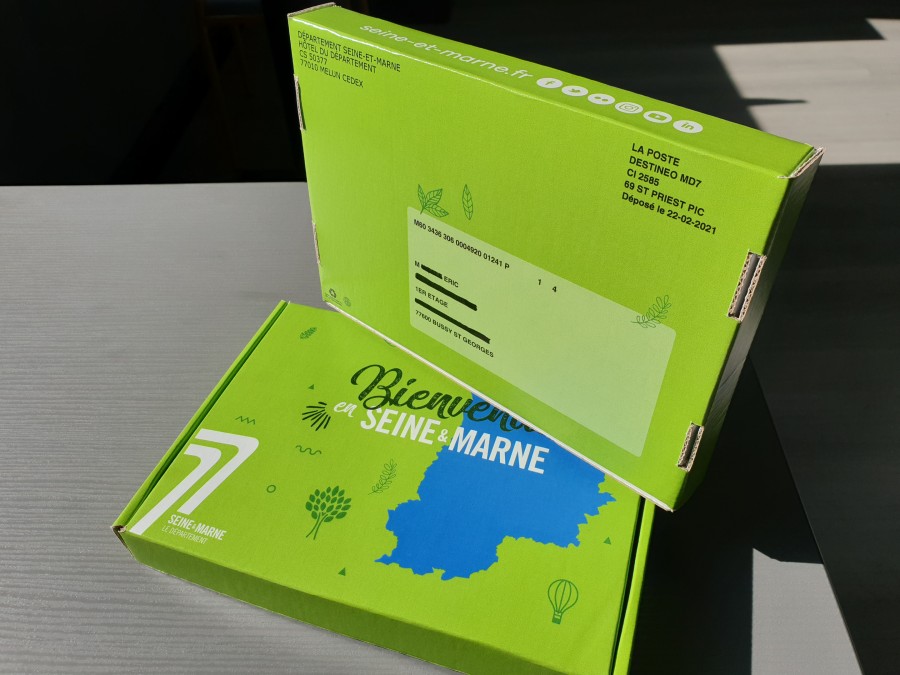 seine-et-marne.fr
DÉPARTEMENT SEINE-ET-MARNE
HÔTEL DU DÉPARTEMENT
CS 50377
77010 MELUN CEDEX
LA POSTE
DESTINEO MD7
CI 2585
69 ST PRIEST PIC
Déposé le 22-02-2021
M60 3436 306 0004920 01241 P 1 4
M ERIC
1ER ETAGE
77600 BUSSY ST GEORGES
en SEINE & MARNE
77
SEINE & MARNE
LE DÉPARTEMENT